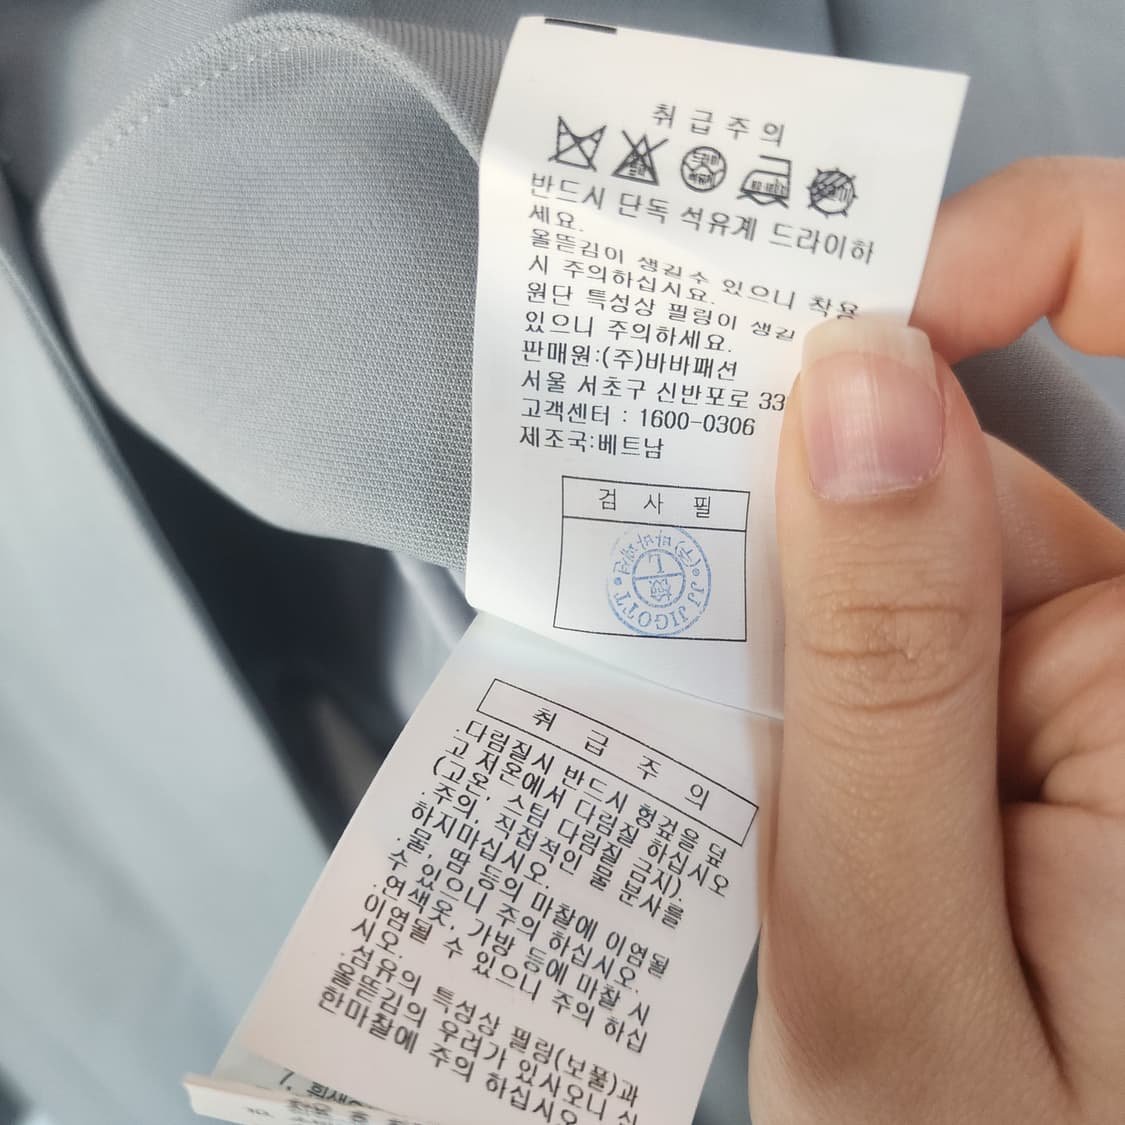 취급주의
반드시 단독 석유계 드라이하
세요.
올뜯김이 생길수 있으니 착용
시 주의하십시요.
원단 특성상 필링이 생길
있으니 주의하세요.
판매원:(주)바바패션
서울 서초구 신반포로 33
고객센터 : 1600-0306
제조국:베트남
검 사 필
JJ JIGOTT
취 급 주 의
.다림질시 반드시 헝겊을 덮
고 저온에서 다림질 하십시오
(고온, 스팀 다림질 금지).
.주의, 직접적인 물 분사를
하지마십시오.
.물, 땀 등의 마찰에 이염될
수 있으니 주의 하십시오.
.연색옷, 가방 등에 마찰 시
이염될 수 있으니 주의 하십
시오.
.섬유의 특성상 필링(보풀)과
올뜯김의 우려가 있사오니 심
한마찰에 주의 하십시오